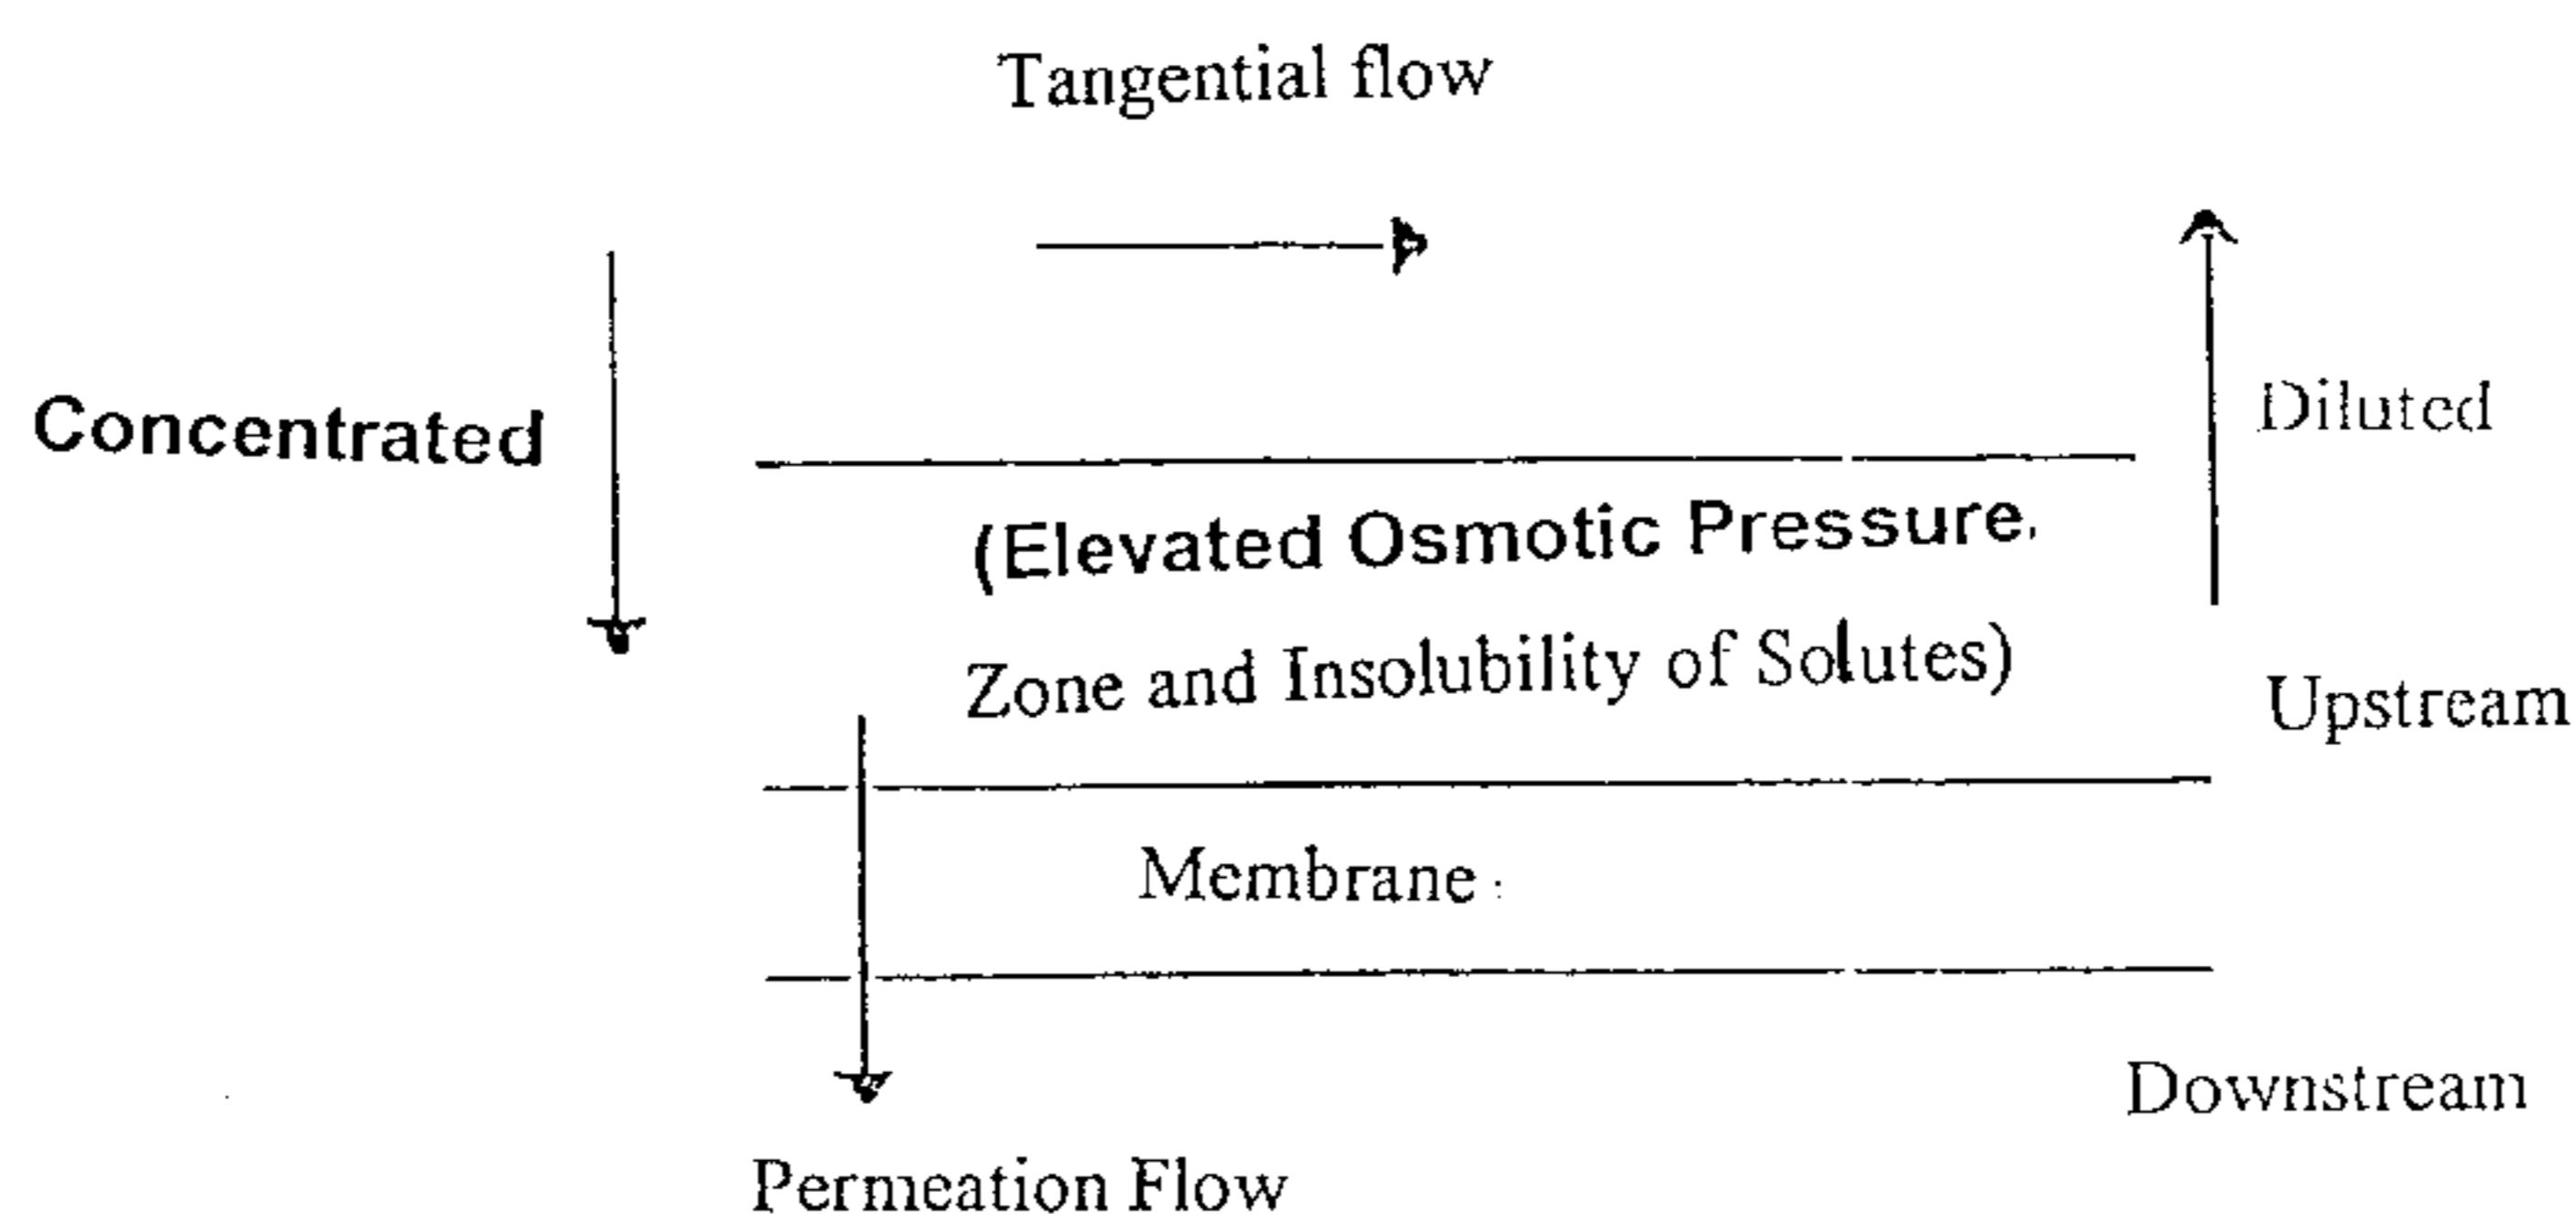 Tangential flow
Concentrated
Diluted
(Elevated Osmotic Pressure.
Zone and Insolubility of Solutes)
Upstream
Membrane
Downstream
Permeation Flow